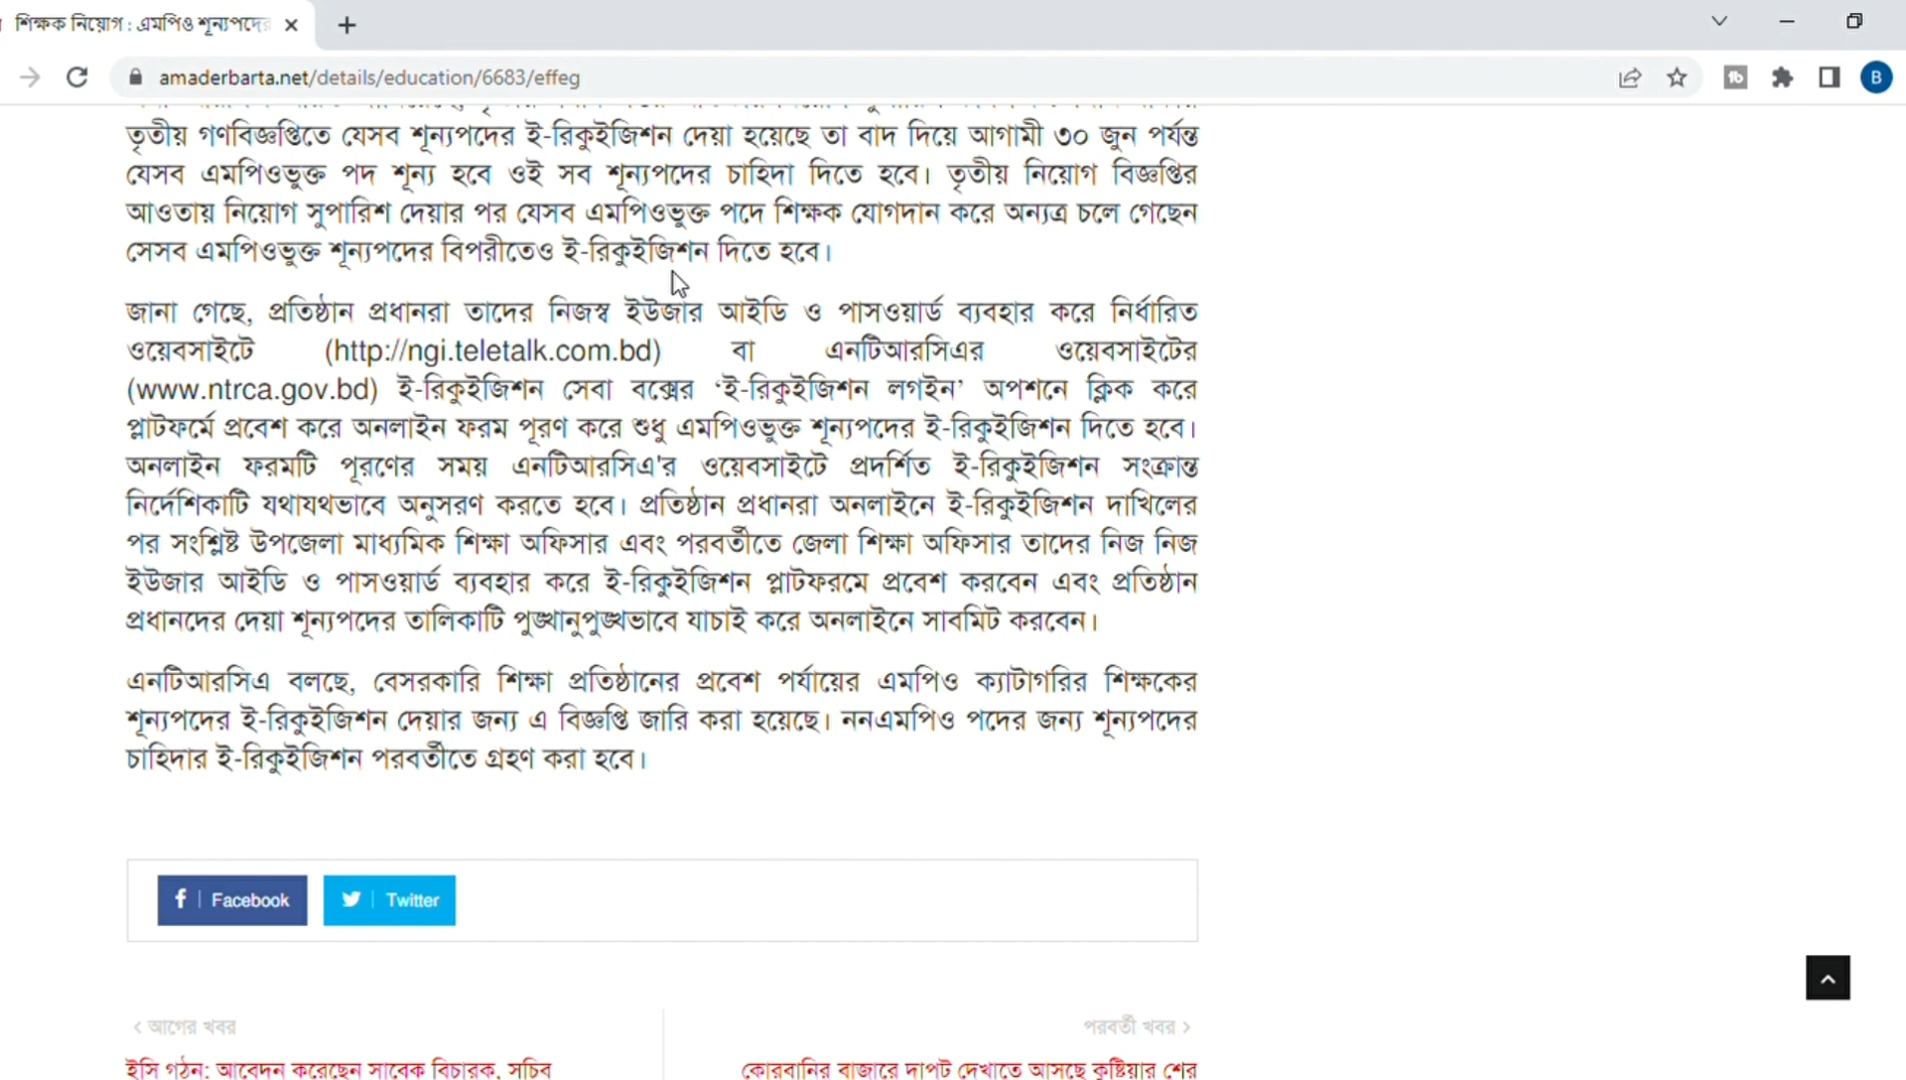 শিক্ষক নিয়োগ : এমপিও শূন্যপদের
amaderbarta.net/details/education/6683/effeg
তৃতীয় গণবিজ্ঞপ্তিতে যেসব শূন্যপদের ই-রিকুইজিশন দেয়া হয়েছে তা বাদ দিয়ে আগামী ৩০ জুন পর্যন্ত
যেসব এমপিওভুক্ত পদ শূন্য হবে ওই সব শূন্যপদের চাহিদা দিতে হবে। তৃতীয় নিয়োগ বিজ্ঞপ্তির
আওতায় নিয়োগ সুপারিশ দেয়ার পর যেসব এমপিওভুক্ত পদে শিক্ষক যোগদান করে অন্যত্র চলে গেছেন
সেসব এমপিওভুক্ত শূন্যপদের বিপরীতেও ই-রিকুইজিশন দিতে হবে।
জানা গেছে, প্রতিষ্ঠান প্রধানরা তাদের নিজস্ব ইউজার আইডি ও পাসওয়ার্ড ব্যবহার করে নির্ধারিত
ওয়েবসাইটে (http://ngi.teletalk.com.bd) বা এনটিআরসিএর ওয়েবসাইটের
(www.ntrca.gov.bd) ই-রিকুইজিশন সেবা বক্সের ‘ই-রিকুইজিশন লগইন’ অপশনে ক্লিক করে
প্লাটফর্মে প্রবেশ করে অনলাইন ফরম পূরণ করে শুধু এমপিওভুক্ত শূন্যপদের ই-রিকুইজিশন দিতে হবে।
অনলাইন ফরমটি পূরণের সময় এনটিআরসিএ'র ওয়েবসাইটে প্রদর্শিত ই-রিকুইজিশন সংক্রান্ত
নির্দেশিকাটি যথাযথভাবে অনুসরণ করতে হবে। প্রতিষ্ঠান প্রধানরা অনলাইনে ই-রিকুইজিশন দাখিলের
পর সংশ্লিষ্ট উপজেলা মাধ্যমিক শিক্ষা অফিসার এবং পরবর্তীতে জেলা শিক্ষা অফিসার তাদের নিজ নিজ
ইউজার আইডি ও পাসওয়ার্ড ব্যবহার করে ই-রিকুইজিশন প্লাটফরমে প্রবেশ করবেন এবং প্রতিষ্ঠান
প্রধানদের দেয়া শূন্যপদের তালিকাটি পুঙ্খানুপুঙ্খভাবে যাচাই করে অনলাইনে সাবমিট করবেন।
এনটিআরসিএ বলছে, বেসরকারি শিক্ষা প্রতিষ্ঠানের প্রবেশ পর্যায়ের এমপিও ক্যাটাগরির শিক্ষকের
শূন্যপদের ই-রিকুইজিশন দেয়ার জন্য এ বিজ্ঞপ্তি জারি করা হয়েছে। ননএমপিও পদের জন্য শূন্যপদের
চাহিদার ই-রিকুইজিশন পরবর্তীতে গ্রহণ করা হবে।
Facebook
Twitter
আগের খবর
পরবর্তী খবর
ইসি গঠন: আবেদন করেছেন সাবেক বিচারক, সচিব
কোরবানির বাজারে দাপট দেখাতে আসছে কুষ্টিয়ার শের
B